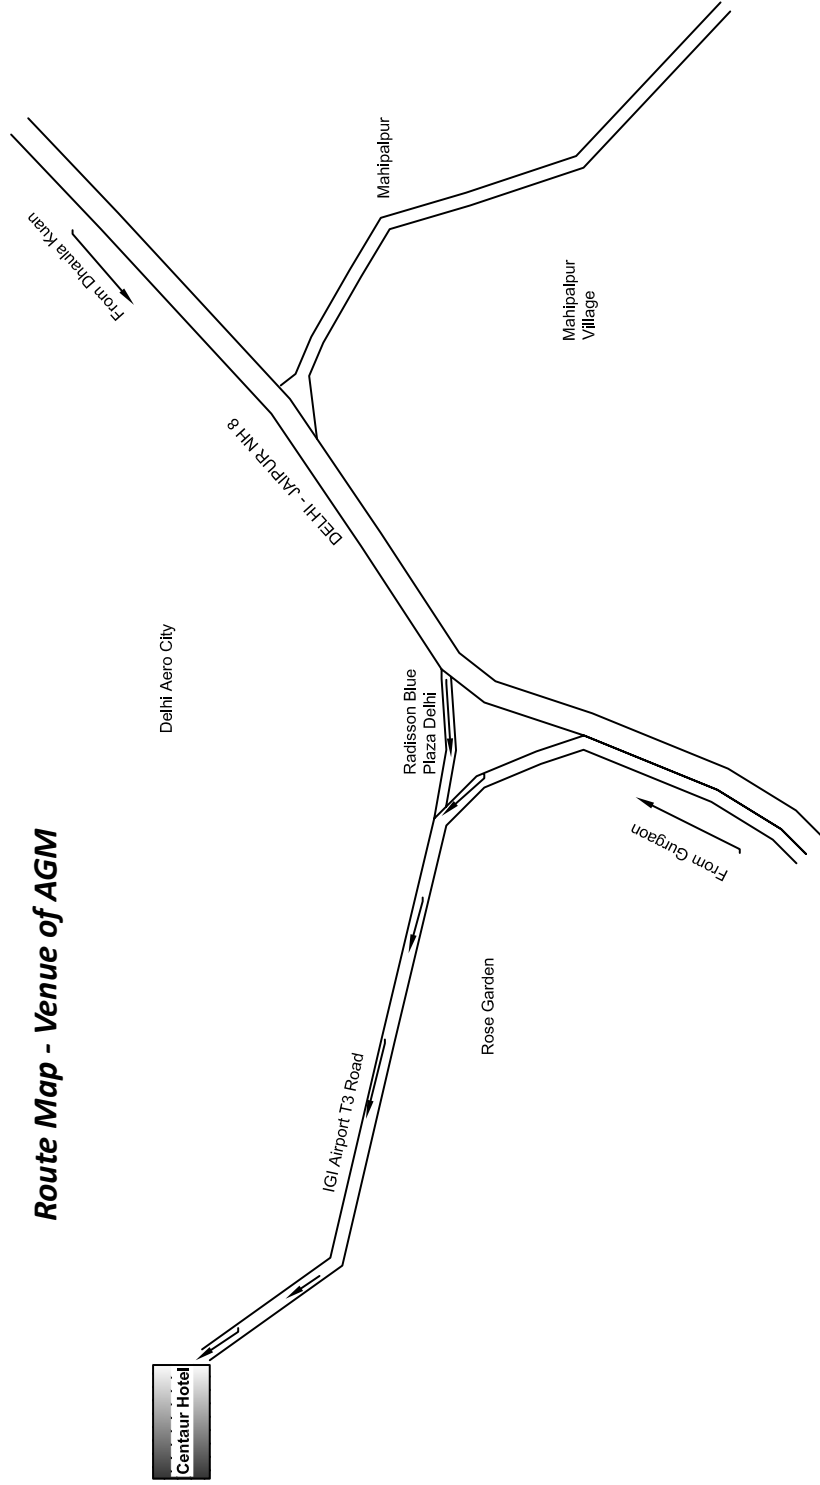 Route Map - Venue of AGM
Centaur Hotel
IGI Airport T3 Road
Rose Garden
Delhi Aero City
Radisson Blue
Plaza Delhi
From Gurgaon
DELHI - JAIPUR NH 8
From Dhaula Kuan
Mahipalpur
Mahipalpur
Village